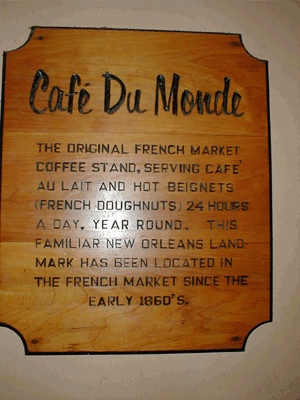 Café Du Monde
THE ORIGINAL FRENCH MARKET
COFFEE STAND, SERVING CAFE'
AU LAIT AND HOT BEIGNETS
(FRENCH DOUGHNUTS) 24 HOURS
A DAY, YEAR ROUND. THIS
FAMILIAR NEW ORLEANS LAND-
MARK HAS BEEN LOCATED IN
THE FRENCH MARKET SINCE THE
EARLY 1860'S.